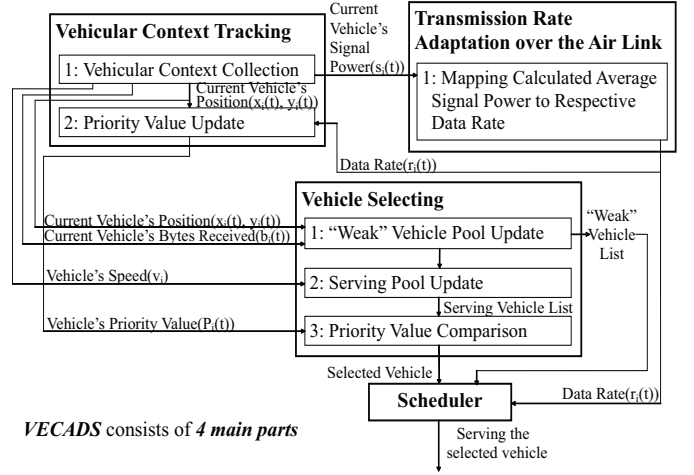 Vehicular Context Tracking
1: Vehicular Context Collection
Current Vehicle's
Position(xi(t), yi(t))
2: Priority Value Update
Current
Vehicle's
Signal
Power(si(t))
Transmission Rate
Adaptation over the Air Link
1: Mapping Calculated Average
Signal Power to Respective
Data Rate
Data Rate(ri(t))
Vehicle Selecting
Current Vehicle's Position(xi(t), yi(t))
Current Vehicle's Bytes Received(bi(t))
1: "Weak" Vehicle Pool Update
"Weak"
Vehicle
List
Vehicle's Speed(vi)
2: Serving Pool Update
Serving Vehicle List
Vehicle's Priority Value(Pi(t))
3: Priority Value Comparison
Selected Vehicle
Scheduler
Data Rate(ri(t))
VECADS consists of 4 main parts
Serving the
selected vehicle